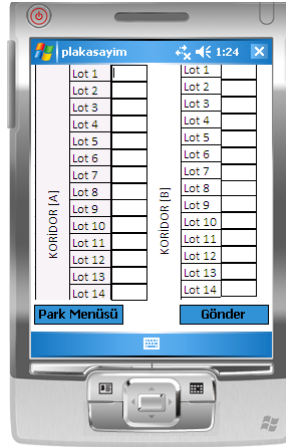 plakasayim 1:24
KORİDOR [A]
Lot 1
Lot 2
Lot 3
Lot 4
Lot 5
Lot 6
Lot 7
Lot 8
Lot 9
Lot 10
Lot 11
Lot 12
Lot 13
Lot 14
KORİDOR [B]
Lot 1
Lot 2
Lot 3
Lot 4
Lot 5
Lot 6
Lot 7
Lot 8
Lot 9
Lot 10
Lot 11
Lot 12
Lot 13
Lot 14
Park Menüsü
Gönder